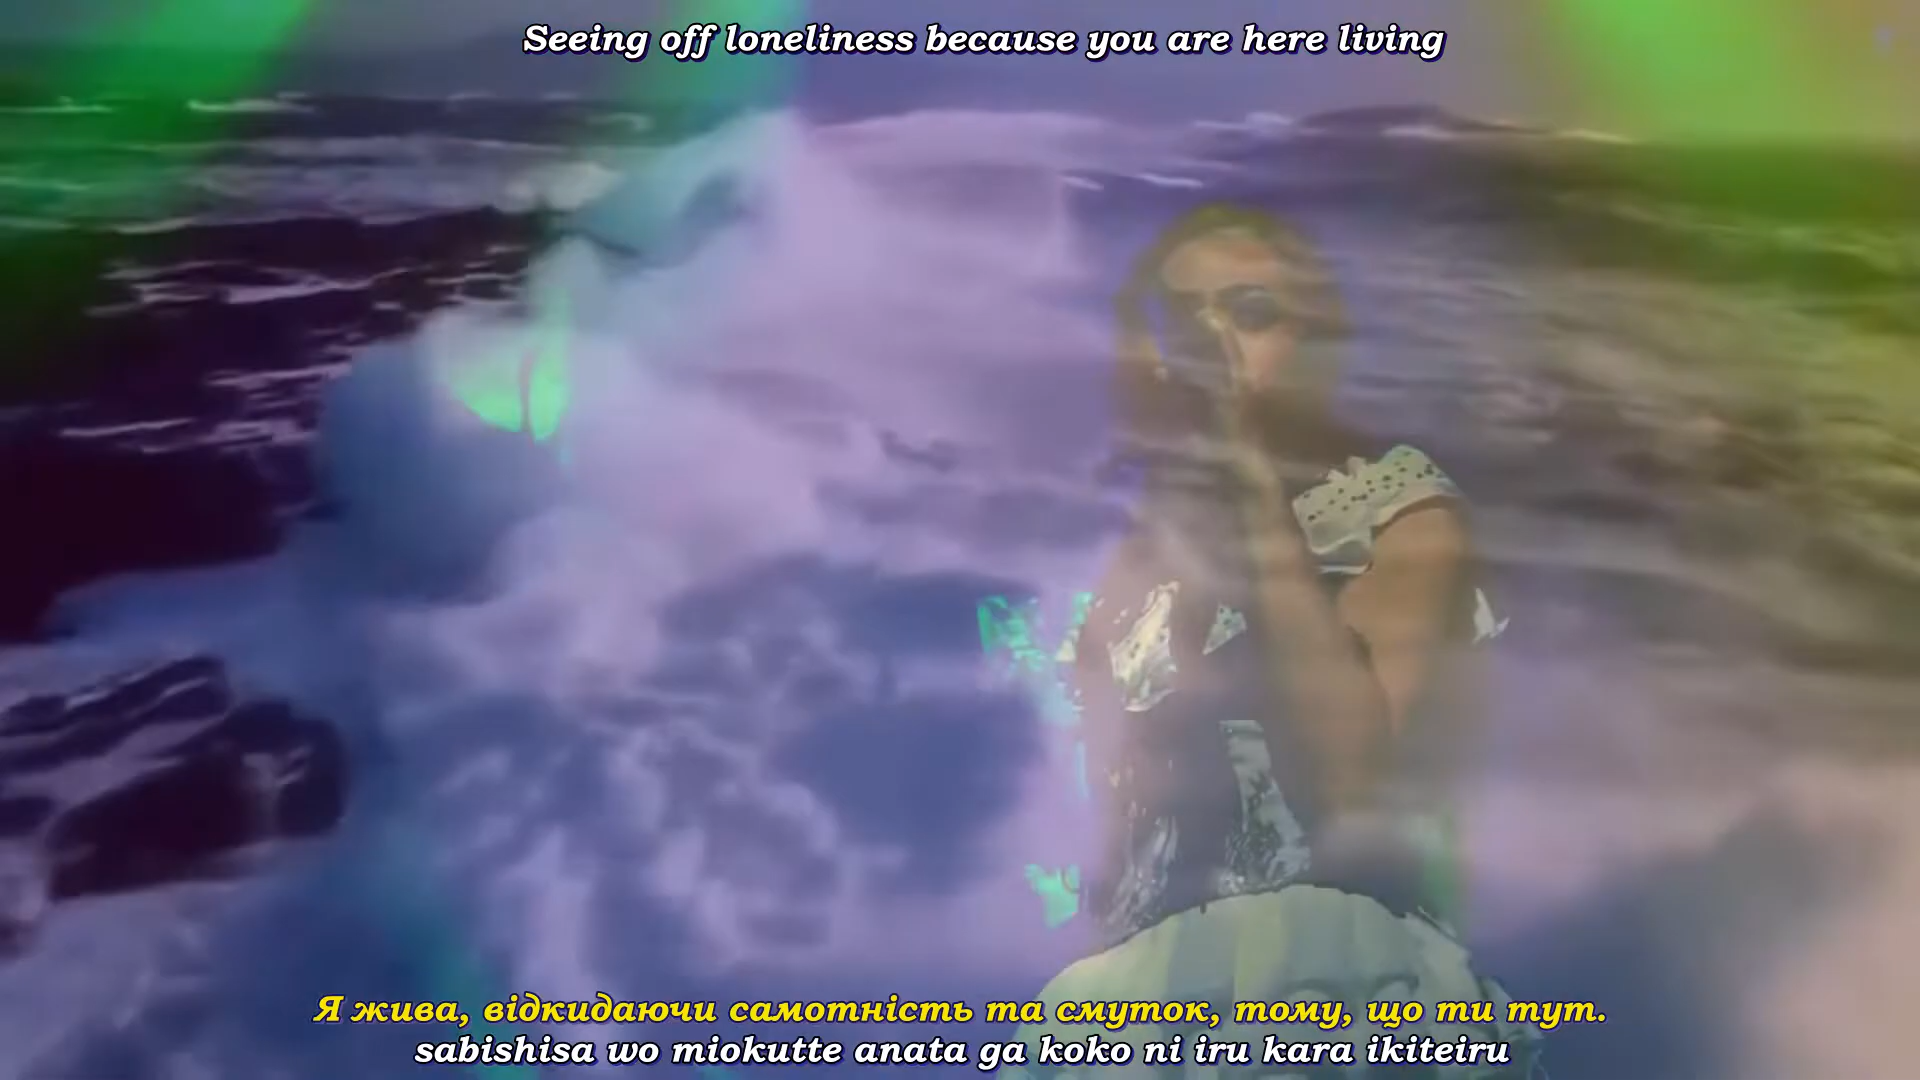 Seeing off loneliness because you are here living
Я жива, відкидаючи самотність та смуток, тому, що ти тут.
sabishisa wo miokutte anata ga koko ni iru kara ikiteiru